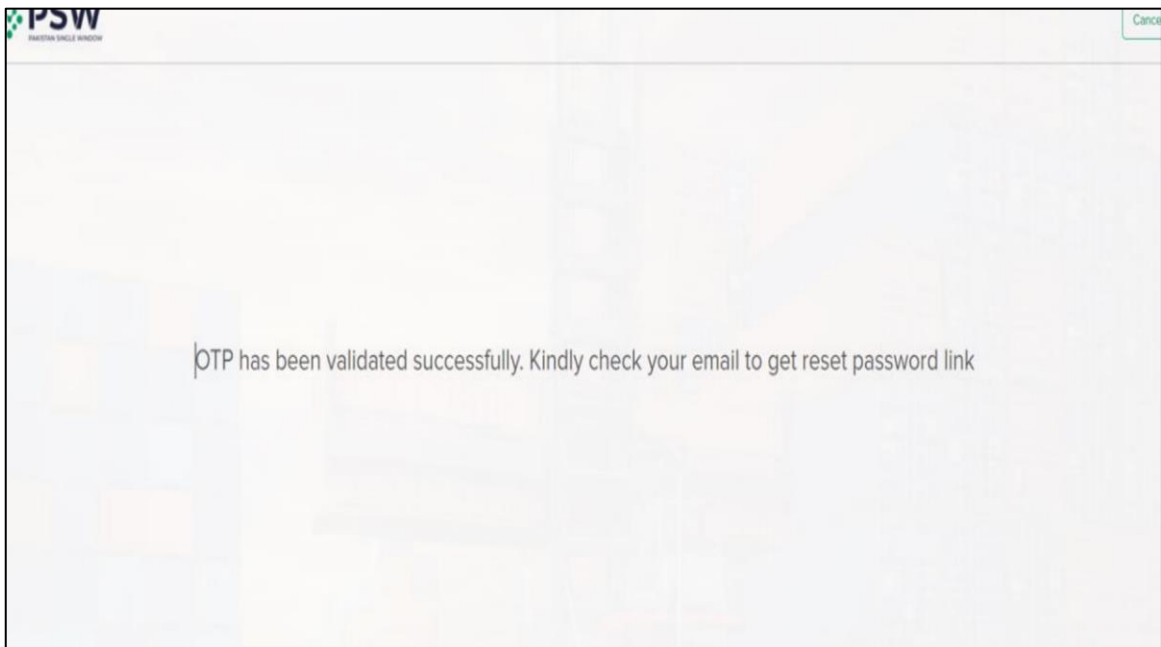 PSW
PAKISTAN SINGLE WINDOW
Cance
OTP has been validated successfully. Kindly check your email to get reset password link